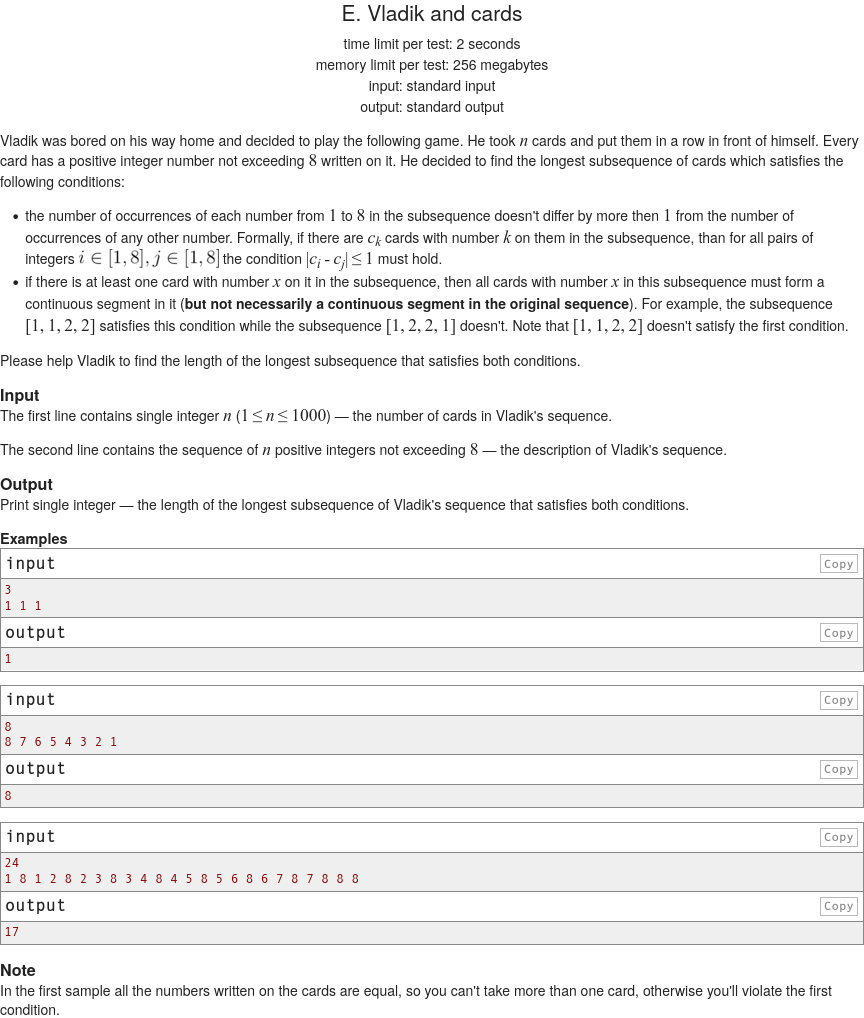 E. Vladik and cards
time limit per test: 2 seconds
memory limit per test: 256 megabytes
input: standard input
output: standard output
Vladik was bored on his way home and decided to play the following game. He took n cards and put them in a row in front of himself. Every
card has a positive integer number not exceeding 8 written on it. He decided to find the longest subsequence of cards which satisfies the
following conditions:
• the number of occurrences of each number from 1 to 8 in the subsequence doesn't differ by more then 1 from the number of
occurrences of any other number. Formally, if there are c_k cards with number k on them in the subsequence, than for all pairs of
integers i ∈ [1, 8], j ∈ [1, 8] the condition |c_i - c_j| ≤ 1 must hold.
• if there is at least one card with number x on it in the subsequence, then all cards with number x in this subsequence must form a
continuous segment in it (but not necessarily a continuous segment in the original sequence). For example, the subsequence
[1, 1, 2, 2] satisfies this condition while the subsequence [1, 2, 2, 1] doesn't. Note that [1, 1, 2, 2] doesn't satisfy the first condition.
Please help Vladik to find the length of the longest subsequence that satisfies both conditions.
Input
The first line contains single integer n (1 ≤ n ≤ 1000) — the number of cards in Vladik's sequence.
The second line contains the sequence of n positive integers not exceeding 8 — the description of Vladik's sequence.
Output
Print single integer — the length of the longest subsequence of Vladik's sequence that satisfies both conditions.
Examples
input Copy
3
1 1 1
output Copy
1
input Copy
8
8 7 6 5 4 3 2 1
output Copy
8
input Copy
24
1 8 1 2 8 2 3 8 3 4 8 4 5 8 5 6 8 6 7 8 7 8 8 8
output Copy
17
Note
In the first sample all the numbers written on the cards are equal, so you can't take more than one card, otherwise you'll violate the first
condition.